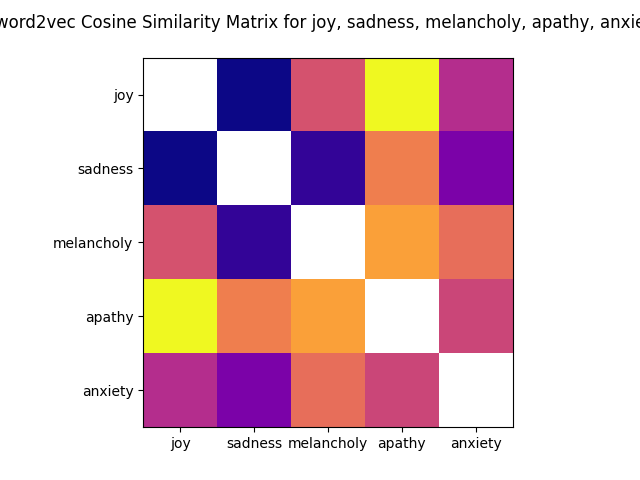 word2vec Cosine Similarity Matrix for joy, sadness, melancholy, apathy, anxie
joy
sadness
melancholy
apathy
anxiety
joy sadness melancholy apathy anxiety